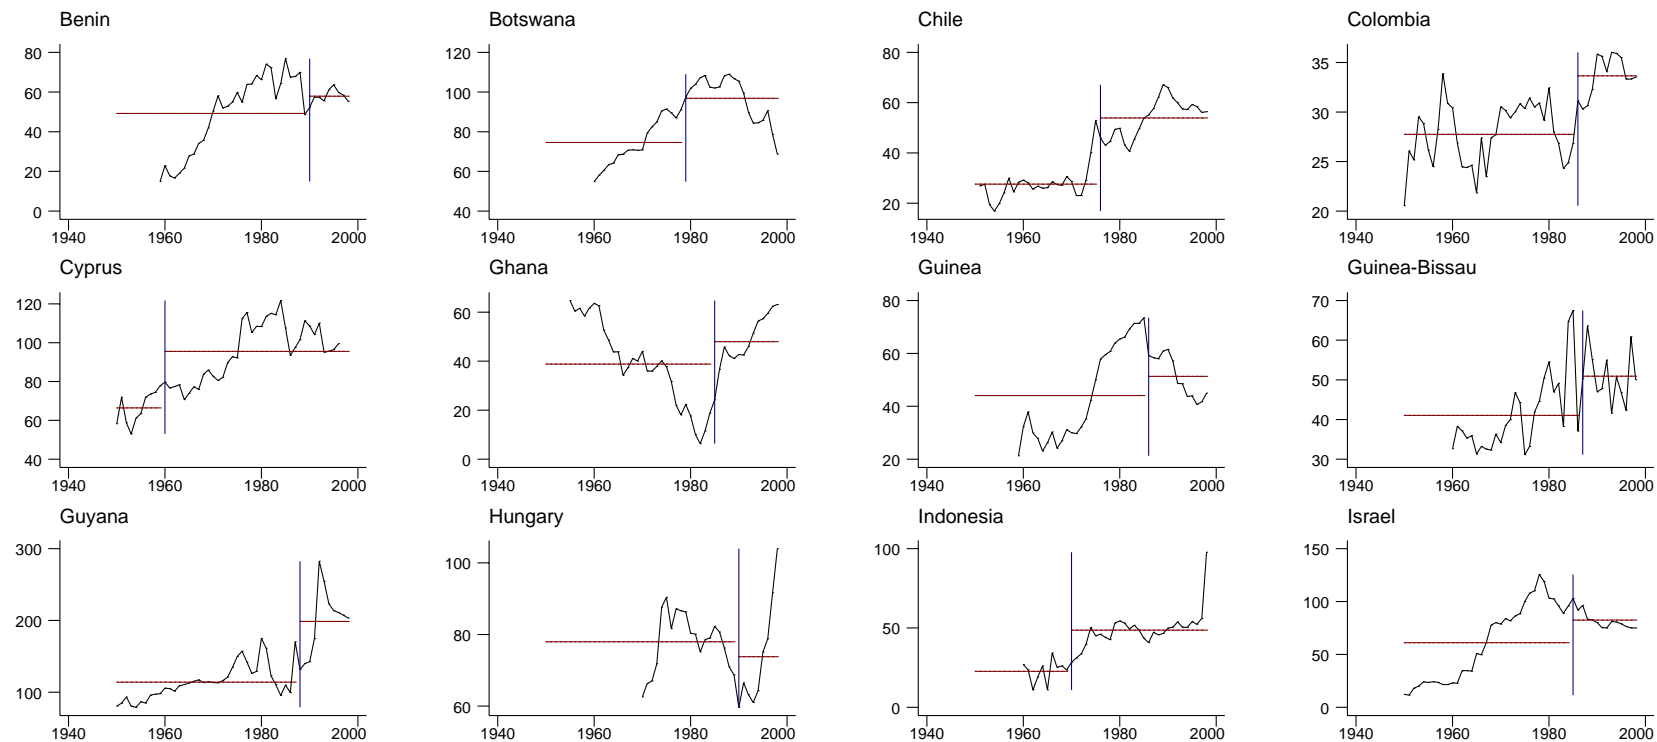 Benin Botswana Chile Colombia
80 120 80 35
60 100 60 30
40 80 40 25
20 60 20 20
0 40
1940 1960 1980 2000 1940 1960 1980 2000 1940 1960 1980 2000 1940 1960 1980 2000
Cyprus Ghana Guinea Guinea-Bissau
120 60 80 70
100 40 60 60
80 20 40 50
60 0 20 40
40 30
1940 1960 1980 2000 1940 1960 1980 2000 1940 1960 1980 2000 1940 1960 1980 2000
Guyana Hungary Indonesia Israel
300 100 100 150
200 80 50 100
100 60 0 50
0
1940 1960 1980 2000 1940 1960 1980 2000 1940 1960 1980 2000 1940 1960 1980 2000